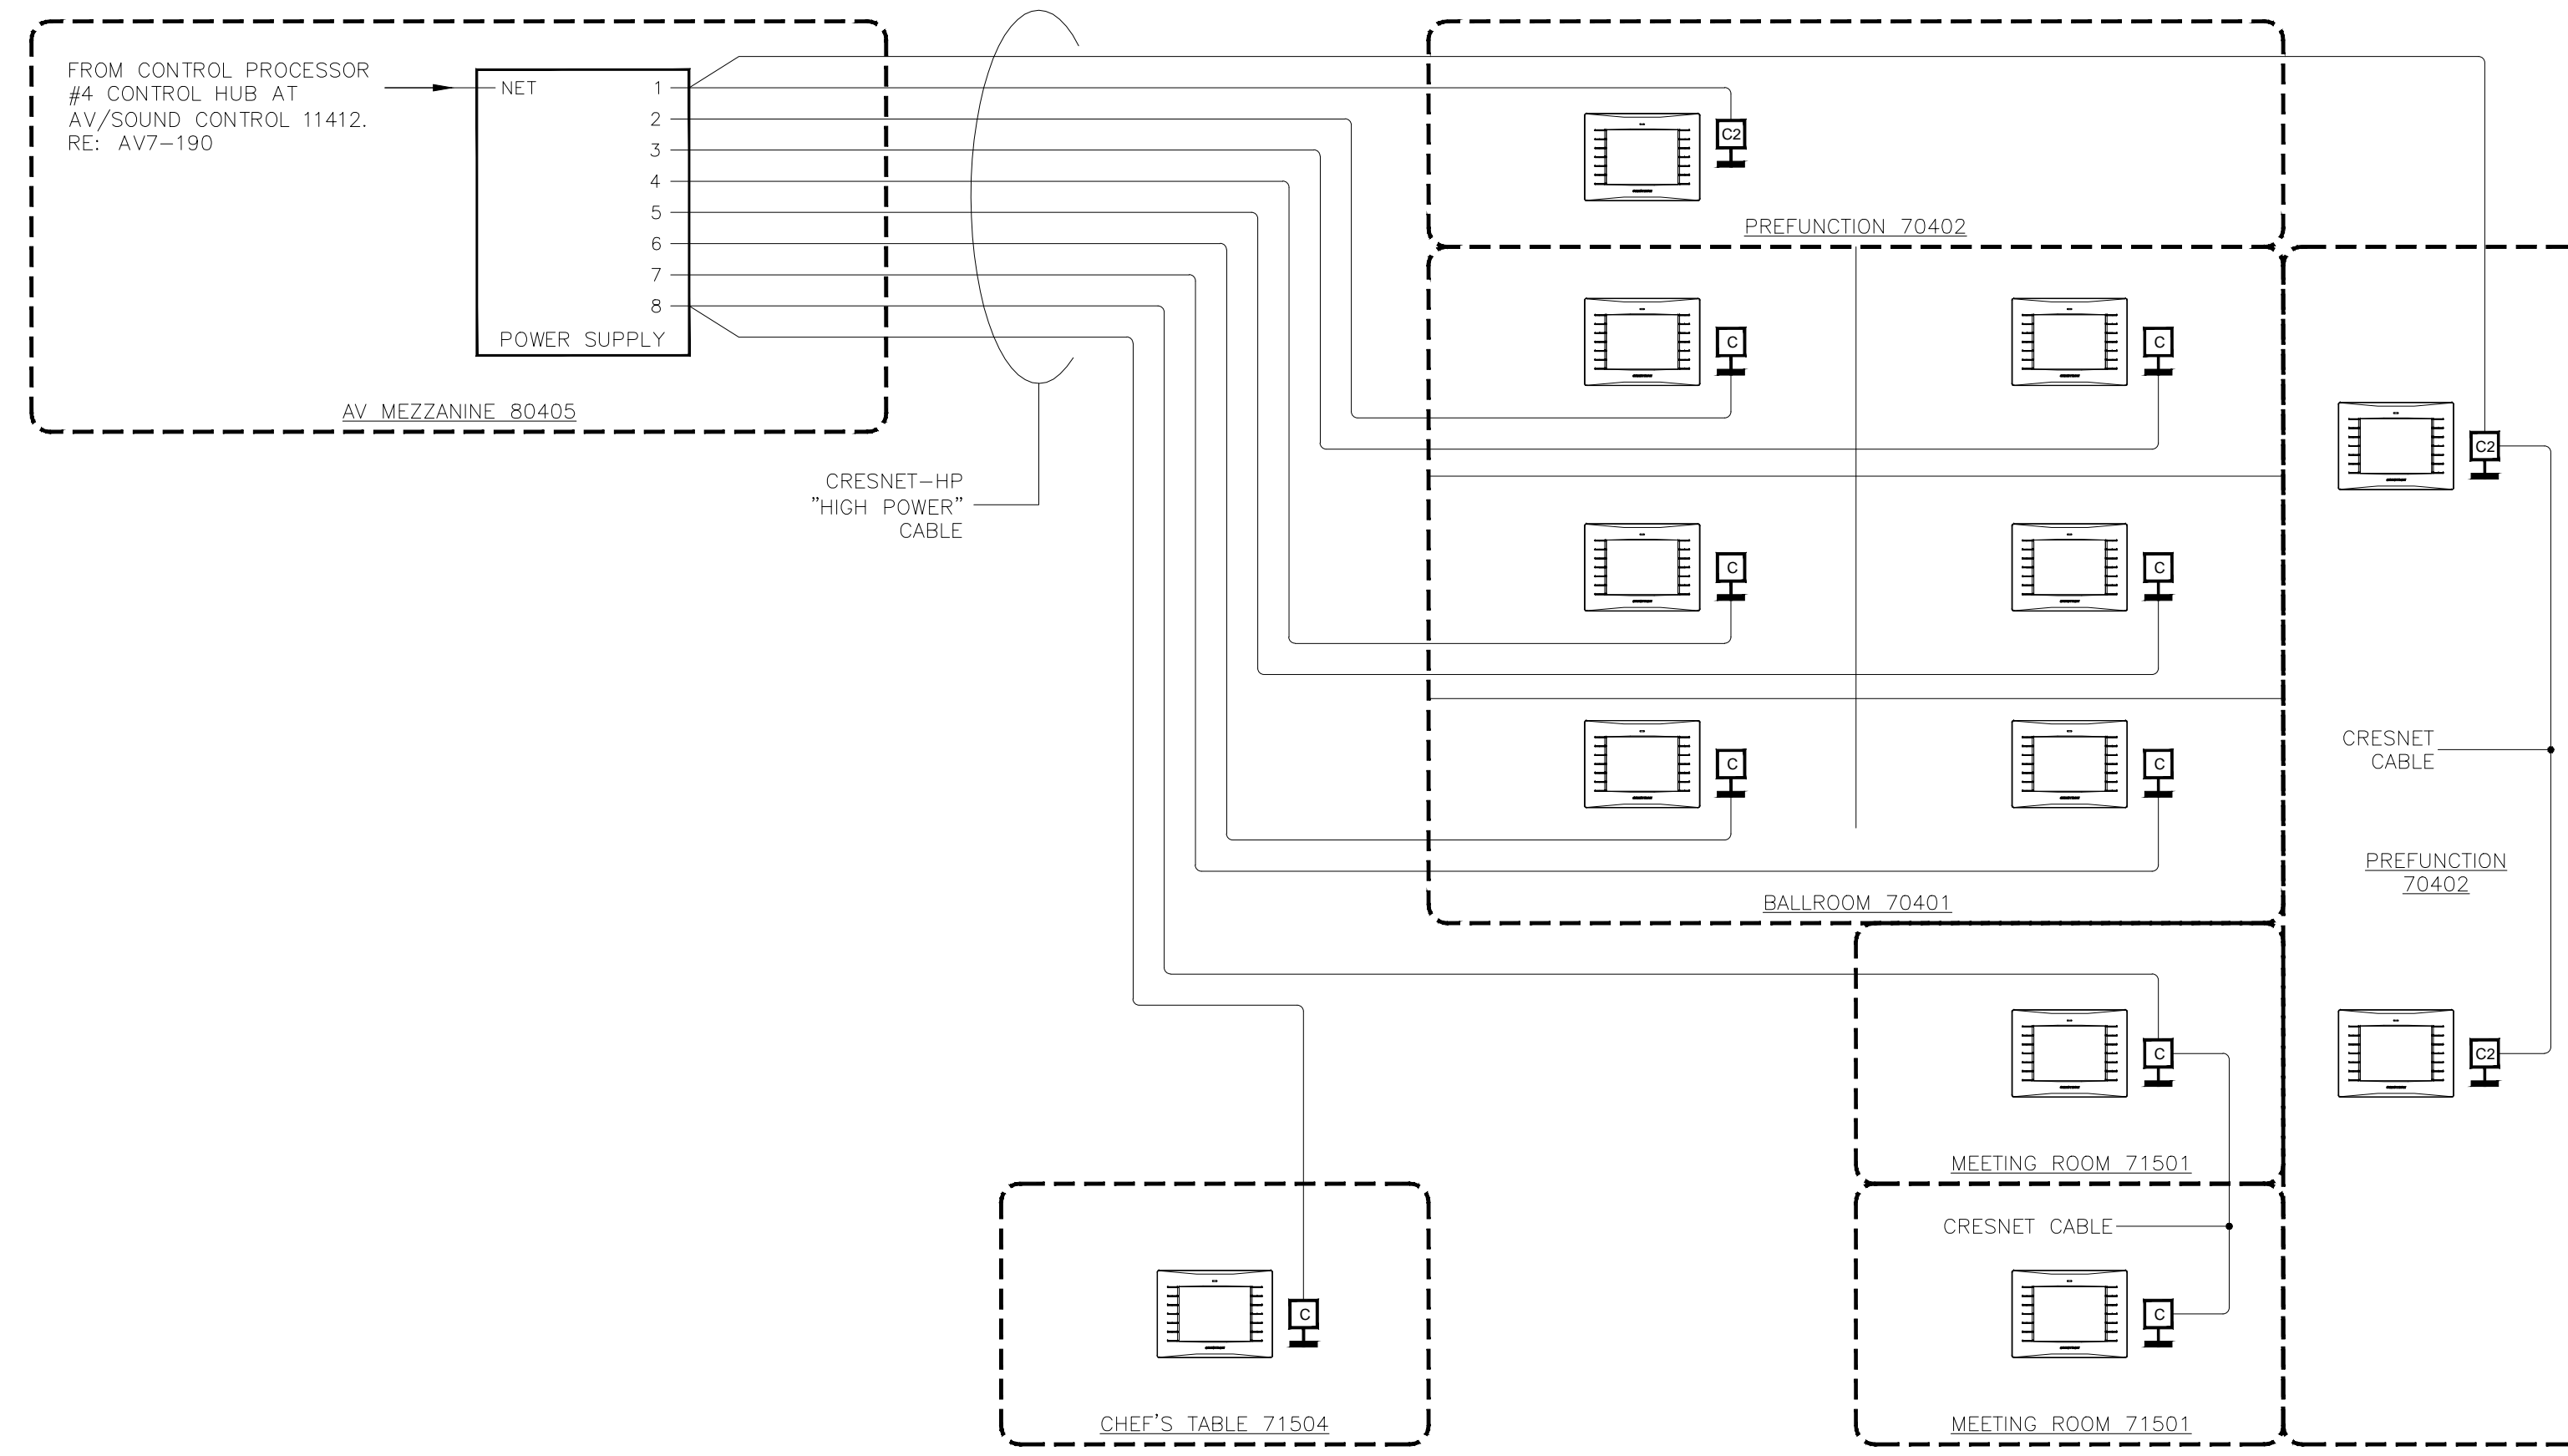 FROM CONTROL PROCESSOR
#4 CONTROL HUB AT
AV/SOUND CONTROL 11412.
RE: AV7-190
NET
1
2
3
4
5
6
7
8
POWER SUPPLY
AV MEZZANINE 80405
CRESNET-HP
"HIGH POWER"
CABLE
C2
PREFUNCTION 70402
C
C
C
C
C
C
BALLROOM 70401
C2
CRESNET
CABLE
PREFUNCTION
70402
C2
C
MEETING ROOM 71501
CRESNET CABLE
C
MEETING ROOM 71501
C
CHEF'S TABLE 71504